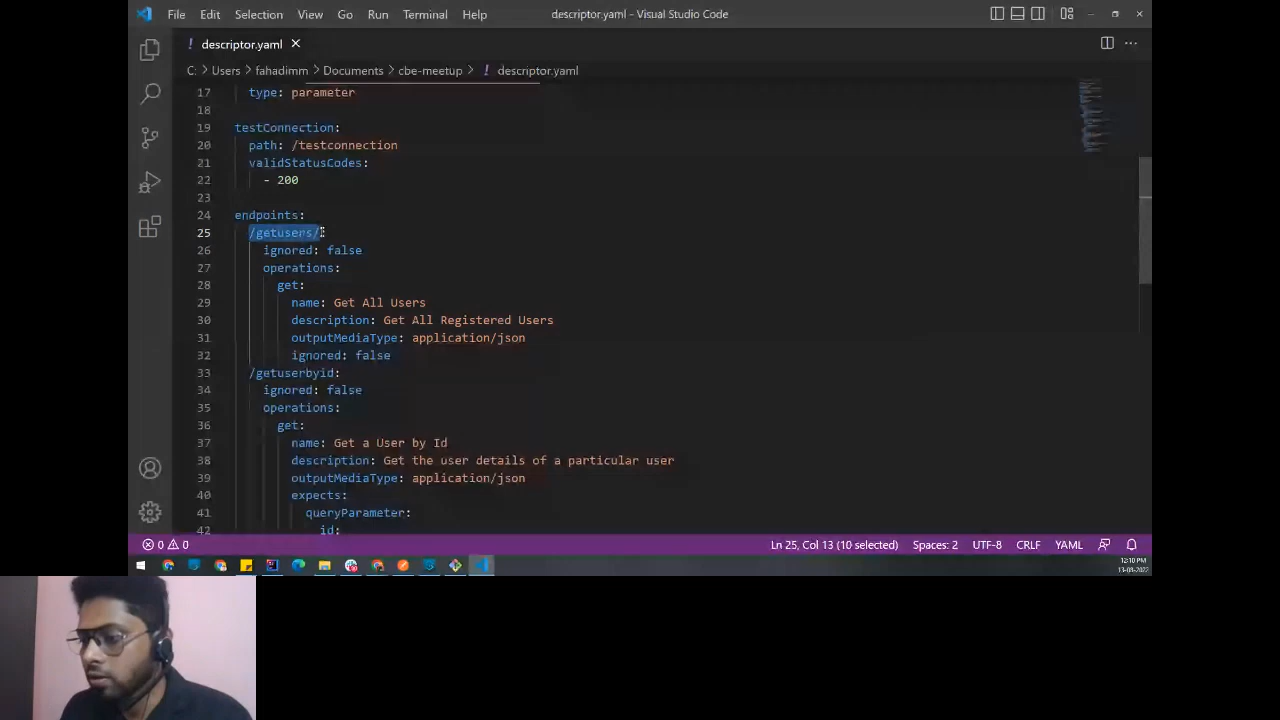 File Edit Selection View Go Run Terminal Help descriptor.yaml - Visual Studio Code
! descriptor.yaml
C: > Users > fahadimm > Documents > cbe-meetup > ! descriptor.yaml
17 type: parameter
18
19 testConnection:
20 path: /testconnection
21 validStatusCodes:
22 - 200
23
24 endpoints:
25 /getusers/:
26 ignored: false
27 operations:
28 get:
29 name: Get All Users
30 description: Get All Registered Users
31 outputMediaType: application/json
32 ignored: false
33 /getuserbyid:
34 ignored: false
35 operations:
36 get:
37 name: Get a User by Id
38 description: Get the user details of a particular user
39 outputMediaType: application/json
40 expects:
41 queryParameter:
42 id:
0 0 Ln 25, Col 13 (10 selected) Spaces: 2 UTF-8 CRLF YAML
12:10 PM
13-08-2022